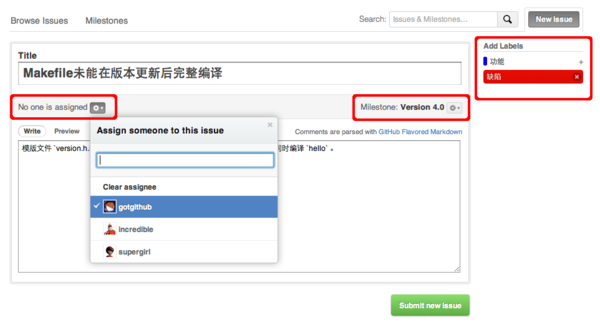 Browse Issues
Milestones
Search:
Issues & Milestones...
New Issue
Title
Makefile未能在版本更新后完整编译
Add Labels
功能
+
缺陷
×
No one is assigned
Milestone: Version 4.0
Write
Preview
Comments are parsed with GitHub Flavored Markdown
模版文件 `version.h.
时编译 `hello` 。
Assign someone to this issue
×
Clear assignee
gotgithub
incredible
supergirl
Submit new issue